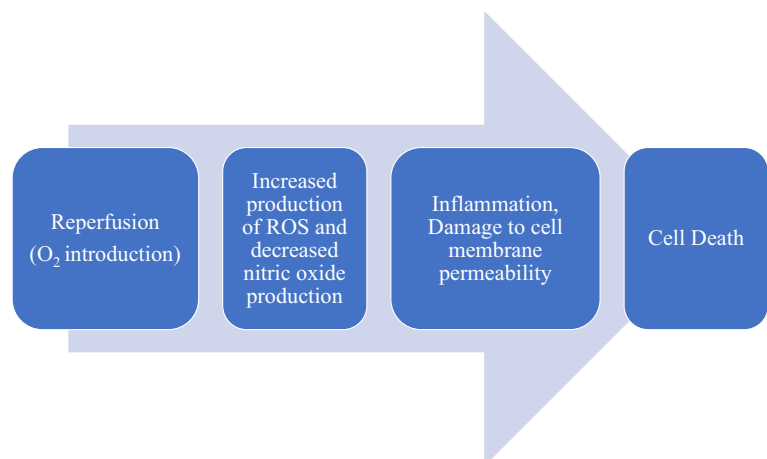 Reperfusion
(O₂ introduction)
Increased
production
of ROS and
decreased
nitric oxide
production
Inflammation,
Damage to cell
membrane
permeability
Cell Death